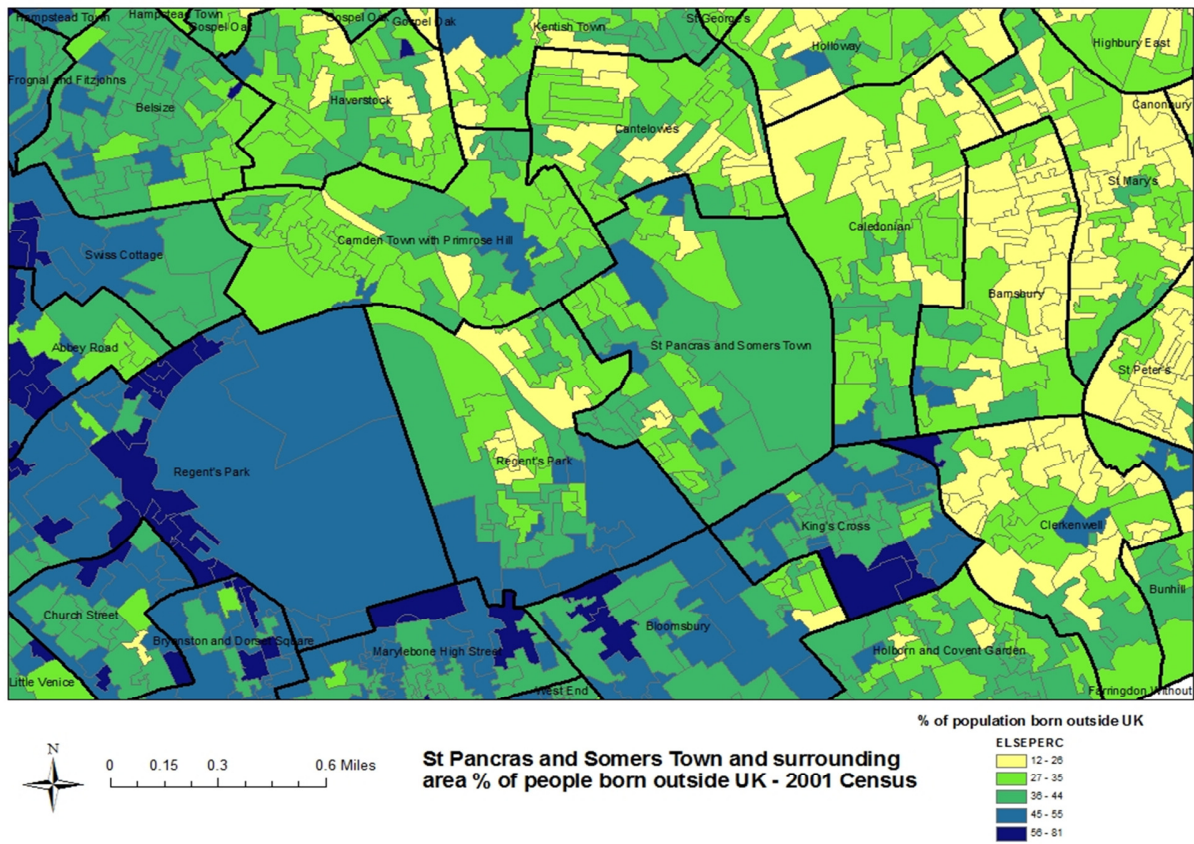 Hampstead Town
Hampstead Town
Gospel Oak
Gospel Oak
Gospel Oak
Kentish Town
St George's
Holloway
Highbury East
Frognal and Fitzjohns
Belsize
Haverstock
Cantelowes
Canonbury
St Mary's
Swiss Cottage
Camden Town with Primrose Hill
Caledonian
Barnsbury
Abbey Road
St Pancras and Somers Town
St Peter's
Regent's Park
Regent's Park
King's Cross
Clerkenwell
Church Street
Bryanston and Dorset Square
Marylebone High Street
Bloomsbury
Holborn and Covent Garden
Bunhill
Little Venice
West End
Farringdon Without
% of population born outside UK
ELSEPERC
12 - 26
27 - 35
36 - 44
45 - 55
56 - 81
N
0 0.15 0.3 0.6 Miles
St Pancras and Somers Town and surrounding
area % of people born outside UK - 2001 Census